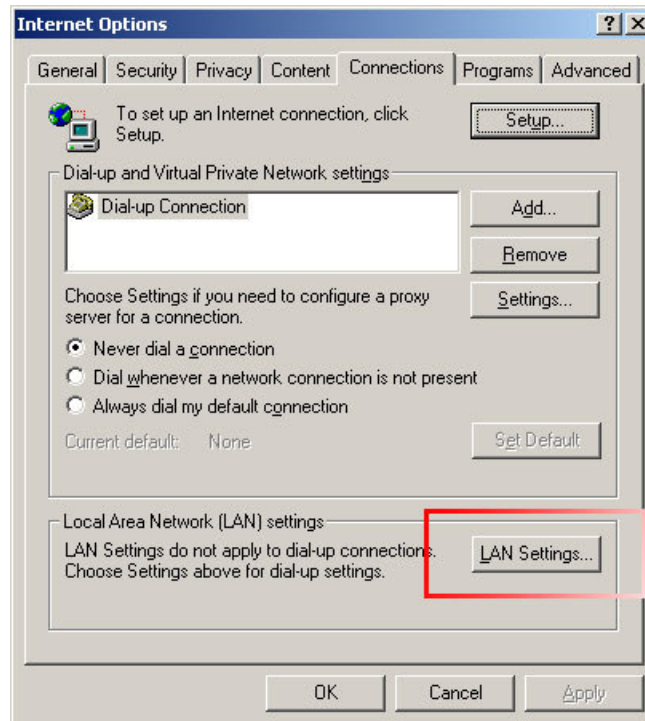 Internet Options
General Security Privacy Content Connections Programs Advanced
To set up an Internet connection, click
Setup.
Setup...
Dial-up and Virtual Private Network settings
Dial-up Connection
Add...
Remove
Choose Settings if you need to configure a proxy
server for a connection.
Settings...
Never dial a connection
Dial whenever a network connection is not present
Always dial my default connection
Current default: None
Set Default
Local Area Network (LAN) settings
LAN Settings do not apply to dial-up connections.
Choose Settings above for dial-up settings.
LAN Settings...
OK Cancel Apply